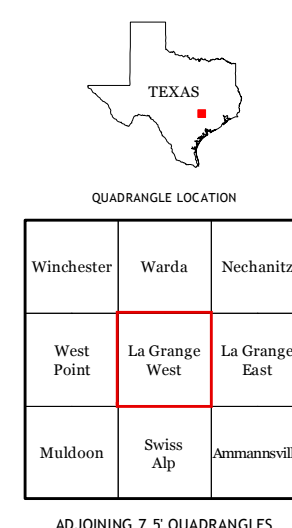 TEXAS
QUADRANGLE LOCATION
Winchester
Warda
Nechanitz
West
Point
La Grange
West
La Grange
East
Muldoon
Swiss
Alp
Ammannsvill
ADJOINING 7.5' QUADRANGLES